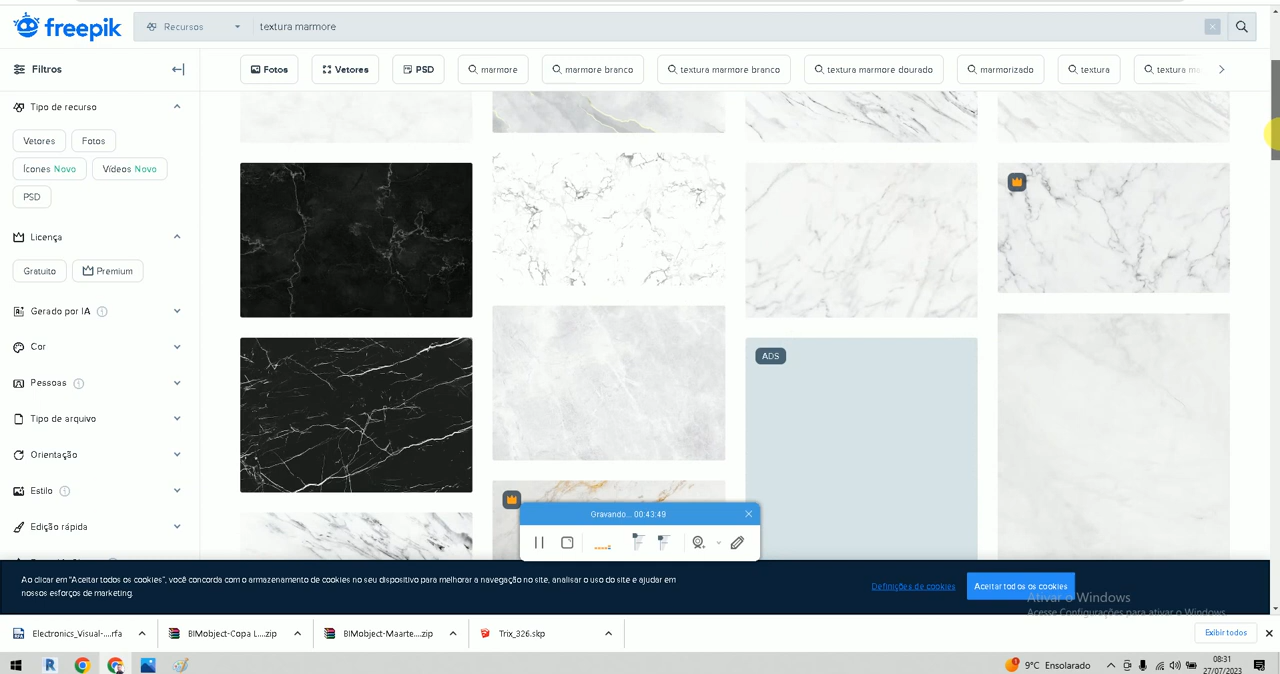 freepik
Recursos
textura marmore
Filtros
Fotos
Vetores
PSD
marmore
marmore branco
textura marmore branco
textura marmore dourado
marmorizado
textura
textura
Tipo de recurso
Vetores
Fotos
Ícones Novo
Vídeos Novo
PSD
Licença
Gratuito
Premium
Gerado por IA
Cor
Pessoas
Tipo de arquivo
Orientação
Estilo
Edição rápida
ADS
Gravando... 00:43:49
Ao clicar em "Aceitar todos os cookies", você concorda com o armazenamento de cookies no seu dispositivo para melhorar a navegação no site, analisar o uso do site e ajudar em
nossos esforços de marketing.
Definições de cookies
Aceitar todos os cookies
Ativar o Windows
Acesse Configurações para ativar o Windows.
Electronics_Visual-....rfa
BIMobject-Copa L....zip
BIMobject-Maarte....zip
Trix_326.skp
Exibir todos
9°C Ensolarado
08:31
27/07/2023